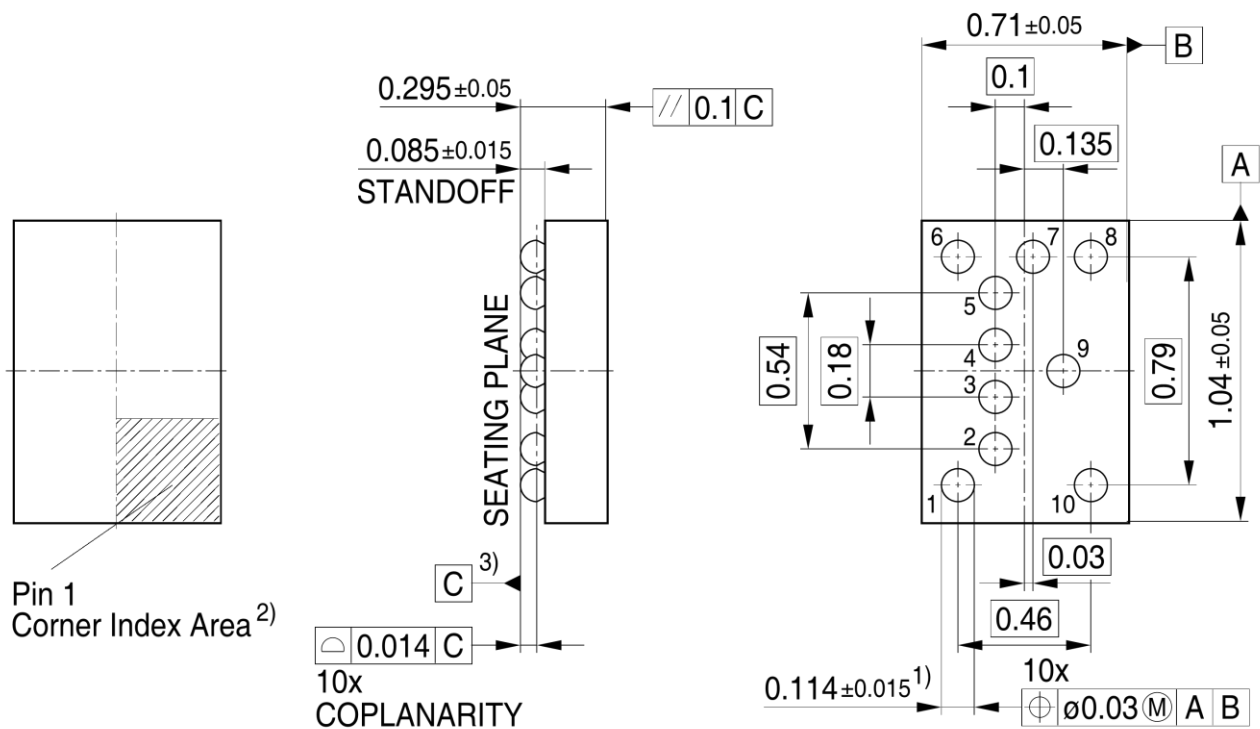 0.71±0.05
B
0.1
0.295±0.05
// 0.1 C
0.135
0.085±0.015
STANDOFF
A
6
7
8
5
4
9
3
2
1
10
SEATING PLANE
0.54
0.18
0.79
1.04±0.05
C 3)
0.03
Pin 1
Corner Index Area 2)
0.46
⌓ 0.014 C
10x
COPLANARITY
0.114±0.015 1)
10x
⌖ ø0.03 Ⓜ A B